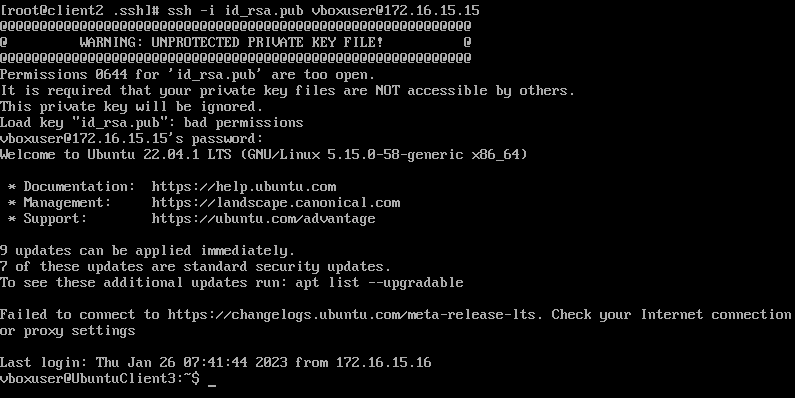 [root@client2 .ssh]# ssh -i id_rsa.pub vboxuser@172.16.15.15
@@@@@@@@@@@@@@@@@@@@@@@@@@@@@@@@@@@@@@@@@@@@@@@@@@@@@@@@@@@
@         WARNING: UNPROTECTED PRIVATE KEY FILE!          @
@@@@@@@@@@@@@@@@@@@@@@@@@@@@@@@@@@@@@@@@@@@@@@@@@@@@@@@@@@@
Permissions 0644 for 'id_rsa.pub' are too open.
It is required that your private key files are NOT accessible by others.
This private key will be ignored.
Load key "id_rsa.pub": bad permissions
vboxuser@172.16.15.15's password:
Welcome to Ubuntu 22.04.1 LTS (GNU/Linux 5.15.0-58-generic x86_64)
* Documentation:  https://help.ubuntu.com
* Management:     https://landscape.canonical.com
* Support:        https://ubuntu.com/advantage
9 updates can be applied immediately.
7 of these updates are standard security updates.
To see these additional updates run: apt list --upgradable
Failed to connect to https://changelogs.ubuntu.com/meta-release-lts. Check your Internet connection
or proxy settings
Last login: Thu Jan 26 07:41:44 2023 from 172.16.15.16
vboxuser@UbuntuClient3:~$ _